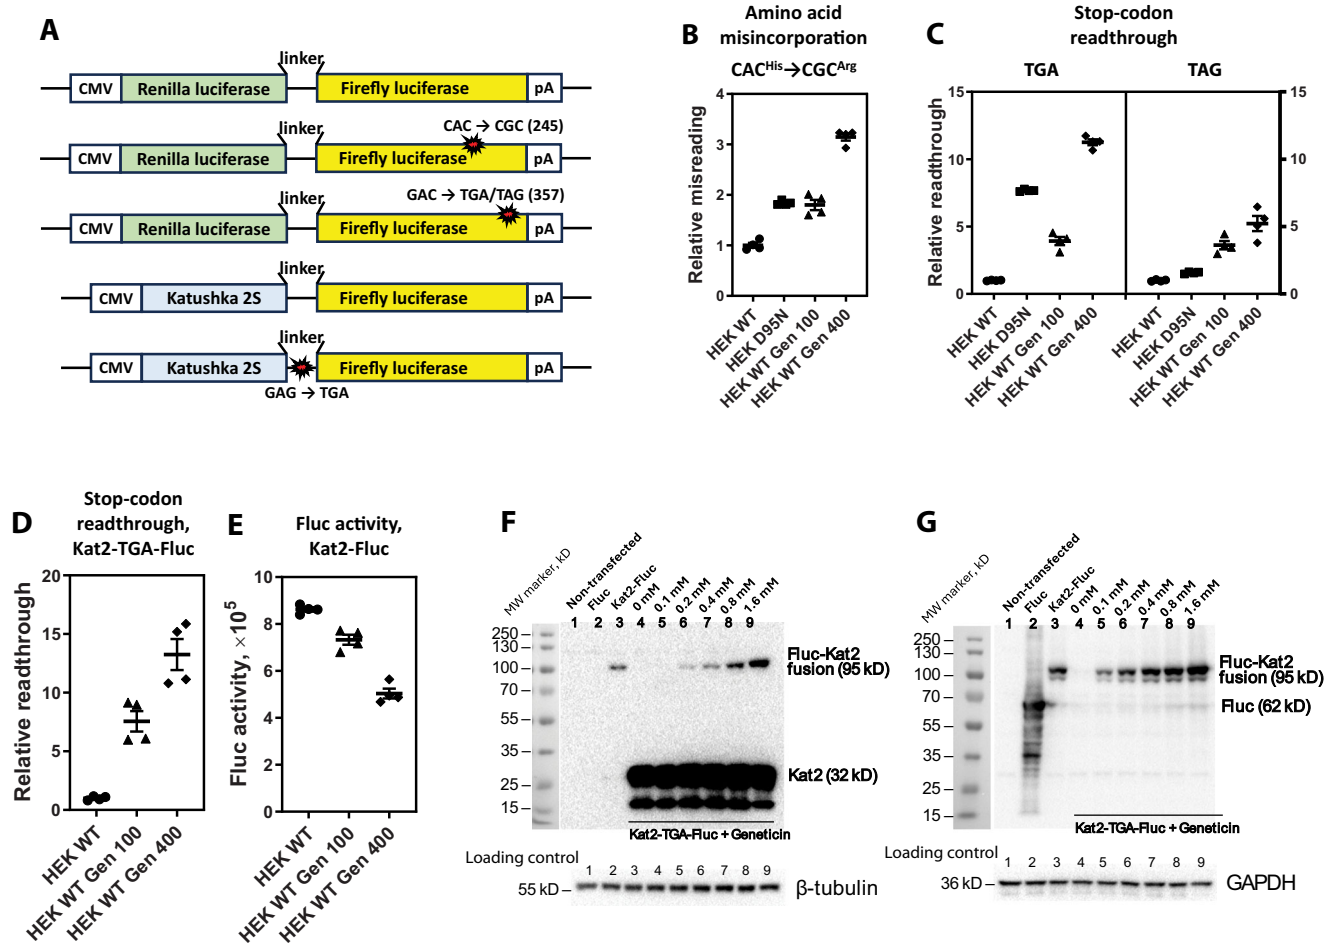 A
linker
CMV Renilla luciferase Firefly luciferase pA
linker
CAC → CGC (245)
CMV Renilla luciferase Firefly luciferase pA
linker
GAC → TGA/TAG (357)
CMV Renilla luciferase Firefly luciferase pA
linker
CMV Katushka 2S Firefly luciferase pA
linker
CMV Katushka 2S Firefly luciferase pA
GAG → TGA
B
Amino acid
misincorporation
CACHis→CGCArg
Relative misreading
4
3
2
1
0
HEK WT
HEK D95N
HEK WT Gen 100
HEK WT Gen 400
C
Stop-codon
readthrough
TGA TAG
Relative readthrough
15 15
10 10
5 5
0 0
HEK WT
HEK D95N
HEK WT Gen 100
HEK WT Gen 400
HEK WT
HEK D95N
HEK WT Gen 100
HEK WT Gen 400
D
Stop-codon
readthrough,
Kat2-TGA-Fluc
Relative readthrough
20
15
10
5
0
HEK WT
HEK WT Gen 100
HEK WT Gen 400
E
Fluc activity,
Kat2-Fluc
Fluc activity, ×10⁵
10
8
6
4
2
0
HEK WT
HEK WT Gen 100
HEK WT Gen 400
F
MW marker, kD
Non-transfected
Fluc
Kat2-Fluc
0 mM
0.1 mM
0.2 mM
0.4 mM
0.8 mM
1.6 mM
1 2 3 4 5 6 7 8 9
250
130
100
70
55
35
25
15
Fluc-Kat2
fusion (95 kD)
Kat2 (32 kD)
Kat2-TGA-Fluc + Geneticin
Loading control
1 2 3 4 5 6 7 8 9
55 kD
β-tubulin
G
MW marker, kD
Non-transfected
Fluc
Kat2-Fluc
0 mM
0.1 mM
0.2 mM
0.4 mM
0.8 mM
1.6 mM
1 2 3 4 5 6 7 8 9
250
130
100
70
55
35
25
15
Fluc-Kat2
fusion (95 kD)
Fluc (62 kD)
Kat2-TGA-Fluc + Geneticin
Loading control
1 2 3 4 5 6 7 8 9
36 kD
GAPDH